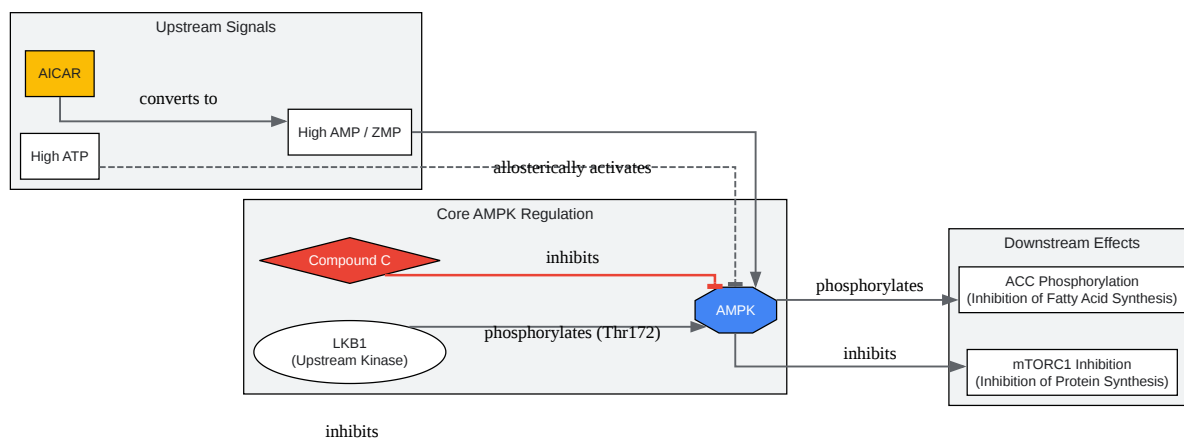 Upstream Signals
AICAR
converts to
High AMP / ZMP
High ATP
allosterically activates
Core AMPK Regulation
Compound C
inhibits
AMPK
LKB1
(Upstream Kinase)
phosphorylates (Thr172)
Downstream Effects
phosphorylates
ACC Phosphorylation
(Inhibition of Fatty Acid Synthesis)
inhibits
mTORC1 Inhibition
(Inhibition of Protein Synthesis)
inhibits